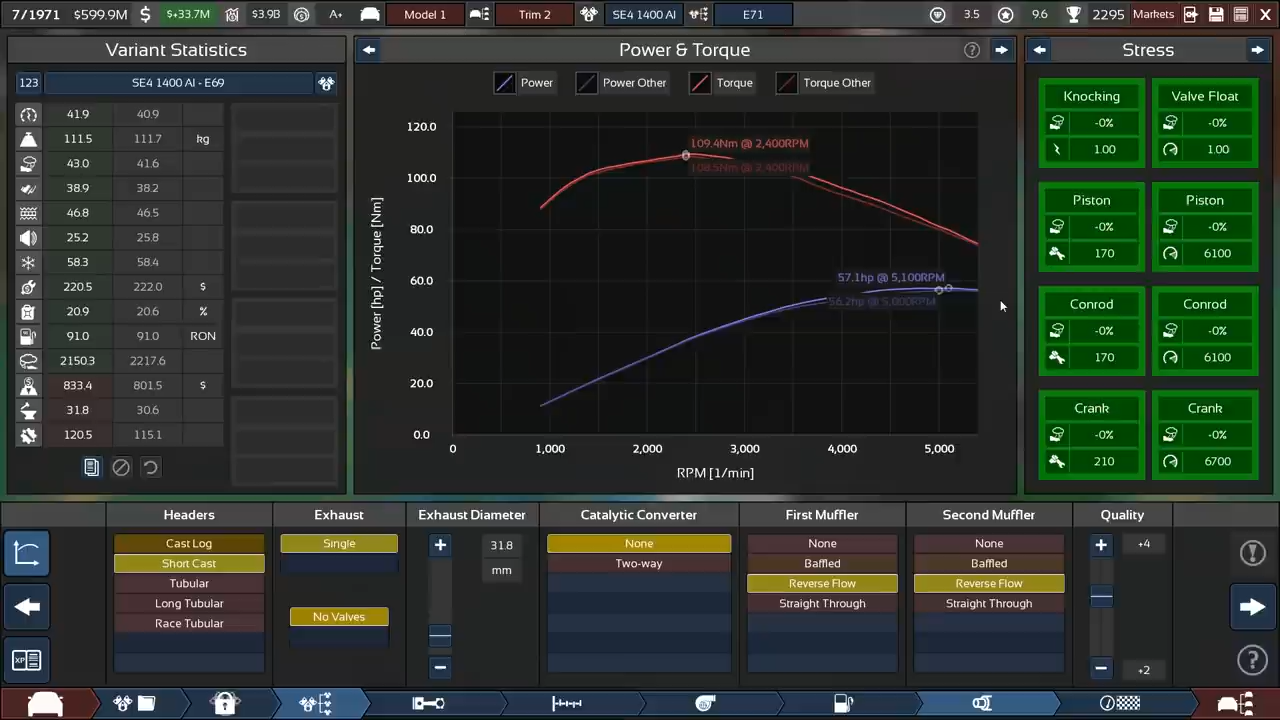 7/1971 $ $+33.7M $3.9B A+ Model 1 Trim 2 SE4 1400 AI E71 3.5 9.6 2295 Markets X
$599.9M
Variant Statistics
123 SE4 1400 AI - E69
41.9 40.9
111.5 111.7 kg
43.0 41.6
38.9 38.2
46.8 46.5
25.2 25.8
58.3 58.4
220.5 222.0 $
20.9 20.6 %
91.0 91.0 RON
2150.3 2217.6
833.4 801.5 $
31.8 30.6
120.5 115.1
Power & Torque ?
Power Power Other Torque Torque Other
Power [hp] / Torque [Nm]
120.0
100.0
80.0
60.0
40.0
20.0
0.0
109.4Nm @ 2,400RPM
108.5Nm @ 2,400RPM
57.1hp @ 5,100RPM
56.2hp @ 5,000RPM
0 1,000 2,000 3,000 4,000 5,000
RPM [1/min]
Stress
Knocking Valve Float
-0% -0%
1.00 1.00
Piston Piston
-0% -0%
170 6100
Conrod Conrod
-0% -0%
170 6100
Crank Crank
-0% -0%
210 6700
Headers
Cast Log
Short Cast
Tubular
Long Tubular
Race Tubular
Exhaust
Single
No Valves
Exhaust Diameter
+ 31.8
mm
-
Catalytic Converter
None
Two-way
First Muffler
None
Baffled
Reverse Flow
Straight Through
Second Muffler
None
Baffled
Reverse Flow
Straight Through
Quality
+ +4
- +2
XP
!
?